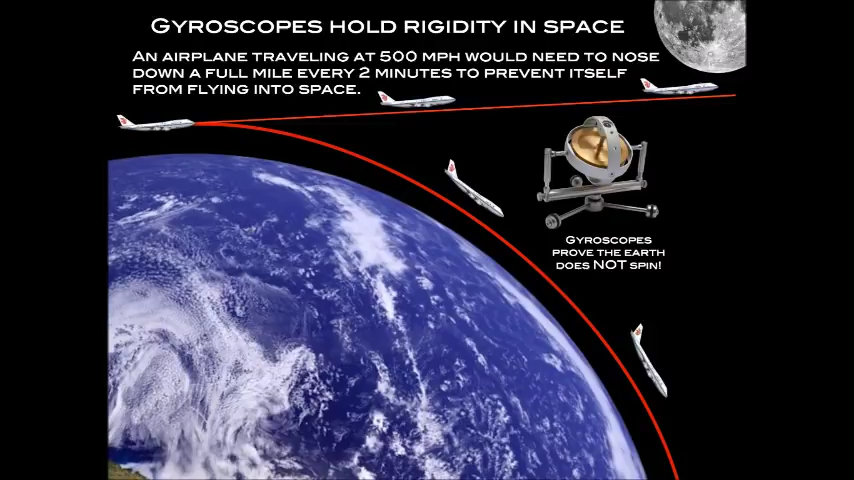 Gyroscopes hold rigidity in space
An airplane traveling at 500 mph would need to nose
down a full mile every 2 minutes to prevent itself
from flying into space.
Gyroscopes
prove the earth
does NOT spin!